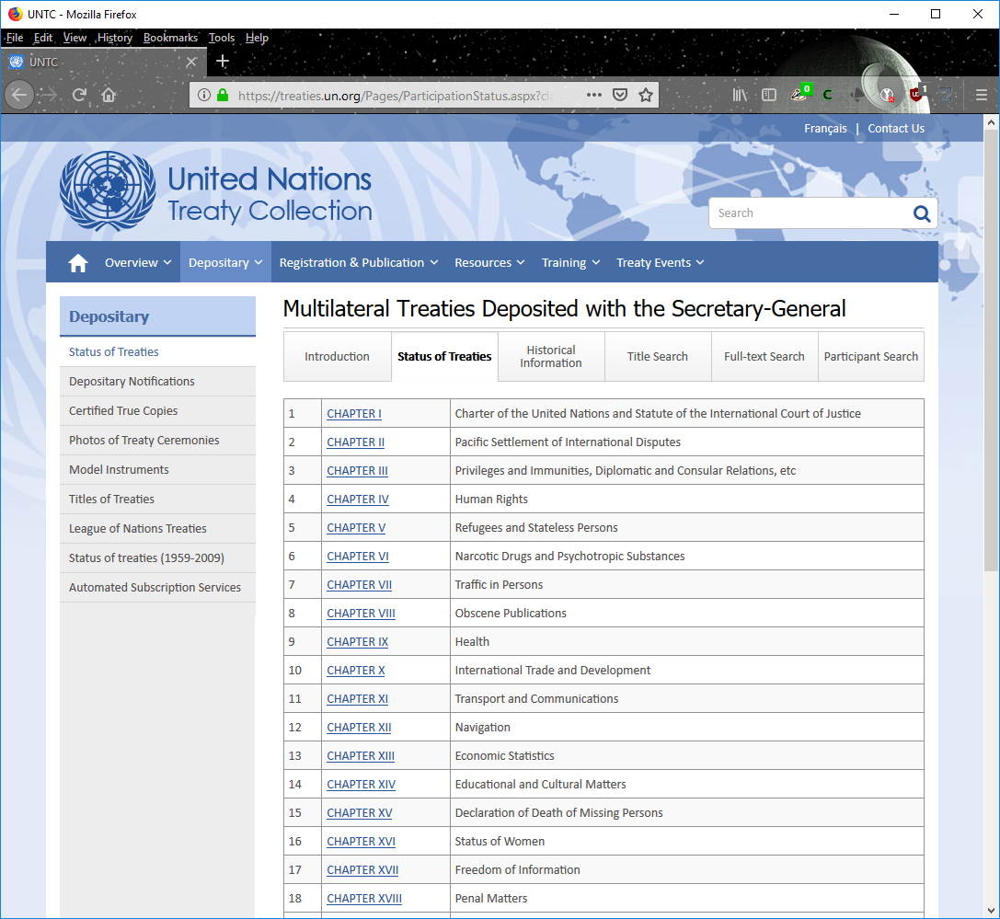 UNTC - Mozilla Firefox
File Edit View History Bookmarks Tools Help
UNTC
https://treaties.un.org/Pages/ParticipationStatus.aspx?cl
0
C
1
Français | Contact Us
United Nations
Treaty Collection
Search
Overview Depositary Registration & Publication Resources Training Treaty Events
Depositary
Status of Treaties
Depositary Notifications
Certified True Copies
Photos of Treaty Ceremonies
Model Instruments
Titles of Treaties
League of Nations Treaties
Status of treaties (1959-2009)
Automated Subscription Services
Multilateral Treaties Deposited with the Secretary-General
Introduction
Status of Treaties
Historical
Information
Title Search
Full-text Search
Participant Search
1 CHAPTER I Charter of the United Nations and Statute of the International Court of Justice
2 CHAPTER II Pacific Settlement of International Disputes
3 CHAPTER III Privileges and Immunities, Diplomatic and Consular Relations, etc
4 CHAPTER IV Human Rights
5 CHAPTER V Refugees and Stateless Persons
6 CHAPTER VI Narcotic Drugs and Psychotropic Substances
7 CHAPTER VII Traffic in Persons
8 CHAPTER VIII Obscene Publications
9 CHAPTER IX Health
10 CHAPTER X International Trade and Development
11 CHAPTER XI Transport and Communications
12 CHAPTER XII Navigation
13 CHAPTER XIII Economic Statistics
14 CHAPTER XIV Educational and Cultural Matters
15 CHAPTER XV Declaration of Death of Missing Persons
16 CHAPTER XVI Status of Women
17 CHAPTER XVII Freedom of Information
18 CHAPTER XVIII Penal Matters